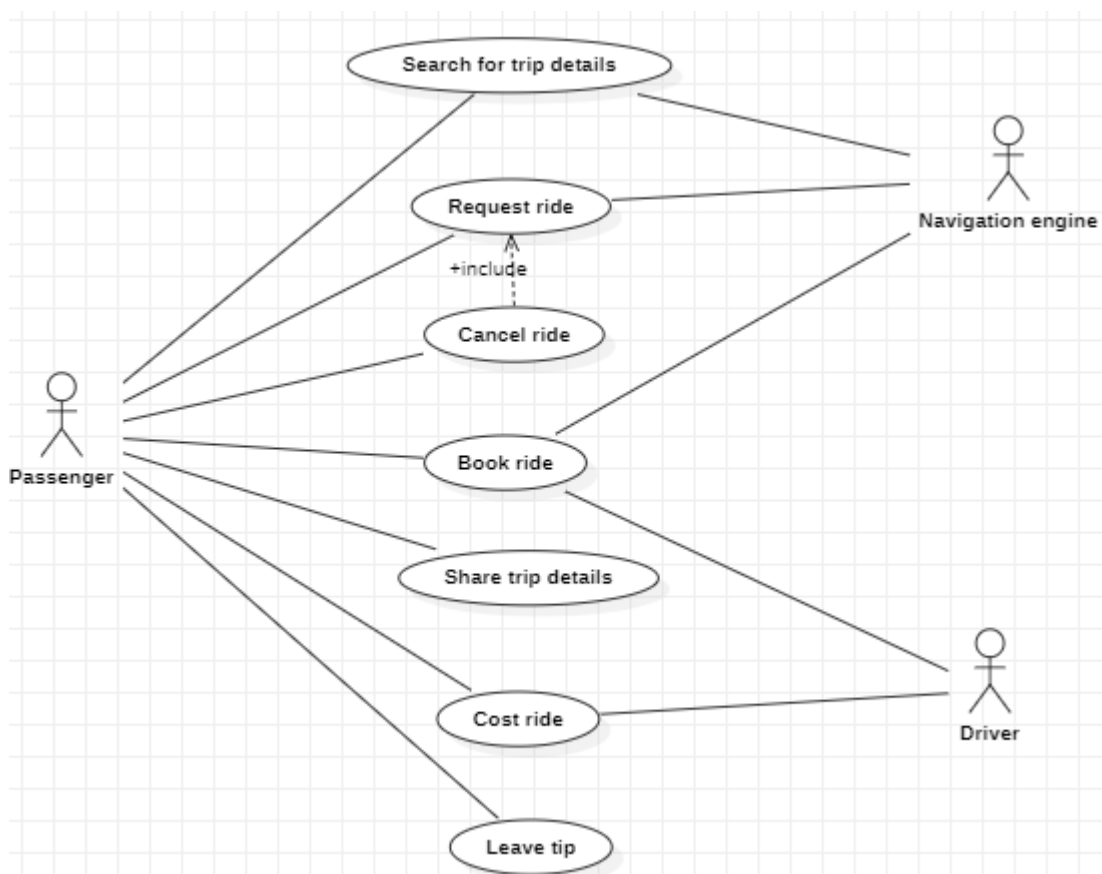 Search for trip details
Request ride
Navigation engine
+include
Cancel ride
Passenger
Book ride
Share trip details
Cost ride
Driver
Leave tip